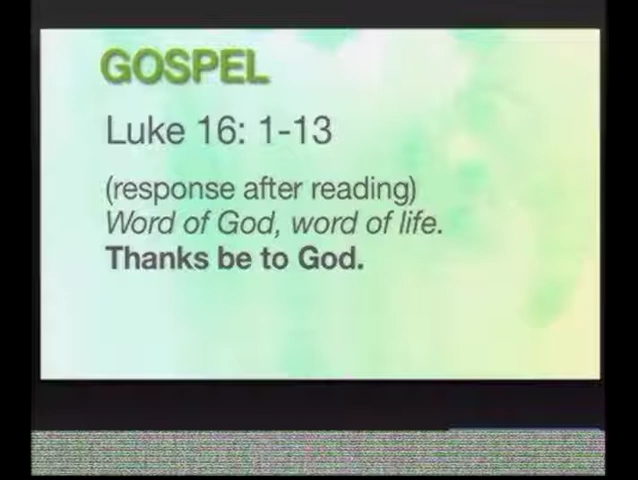 GOSPEL
Luke 16: 1-13
(response after reading)
Word of God, word of life.
Thanks be to God.